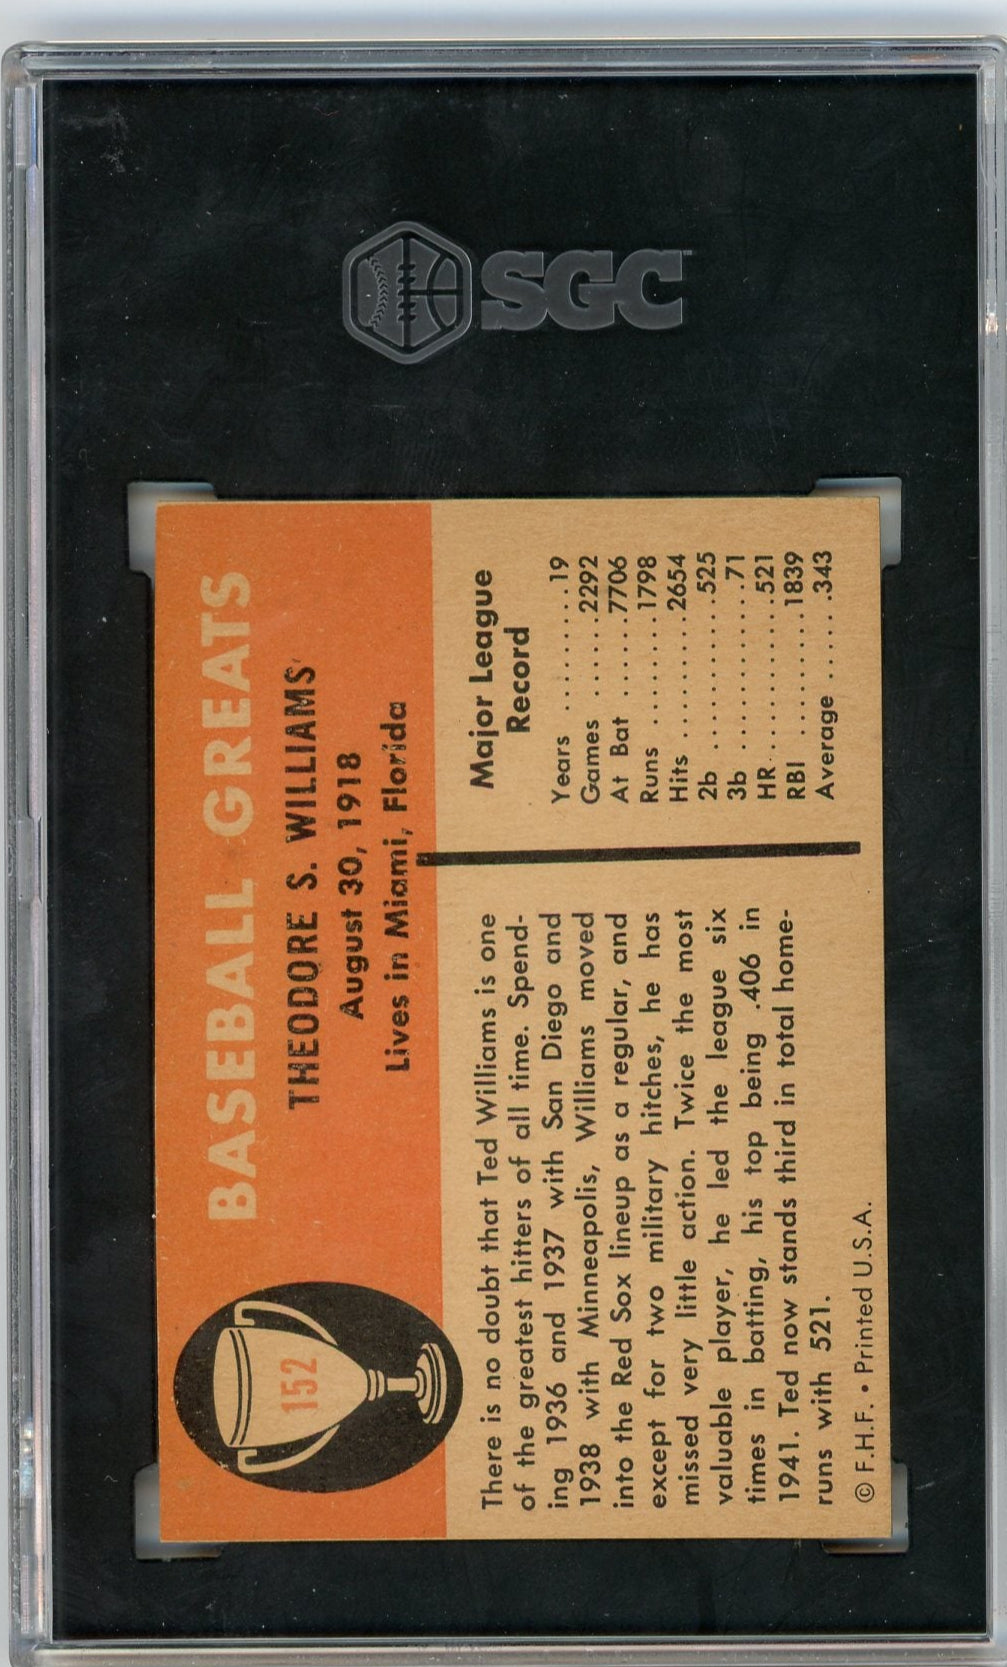 SGC
BASEBALL GREATS
152
THEODORE S. WILLIAMS
August 30, 1918
Lives in Miami, Florida
There is no doubt that Ted Williams is one
of the greatest hitters of all time. Spend-
ing 1936 and 1937 with San Diego and
1938 with Minneapolis, Williams moved
into the Red Sox lineup as a regular, and
except for two military hitches, he has
missed very little action. Twice the most
valuable player, he led the league six
times in batting, his top being .406 in
1941. Ted now stands third in total home-
runs with 521.
© F.H.F. • Printed U.S.A.
Major League
Record
Years ..........19
Games ......2292
At Bat ......7706
Runs ........1798
Hits .........2654
2b ...........525
3b ............71
HR...........521
RBI .........1839
Average .....343